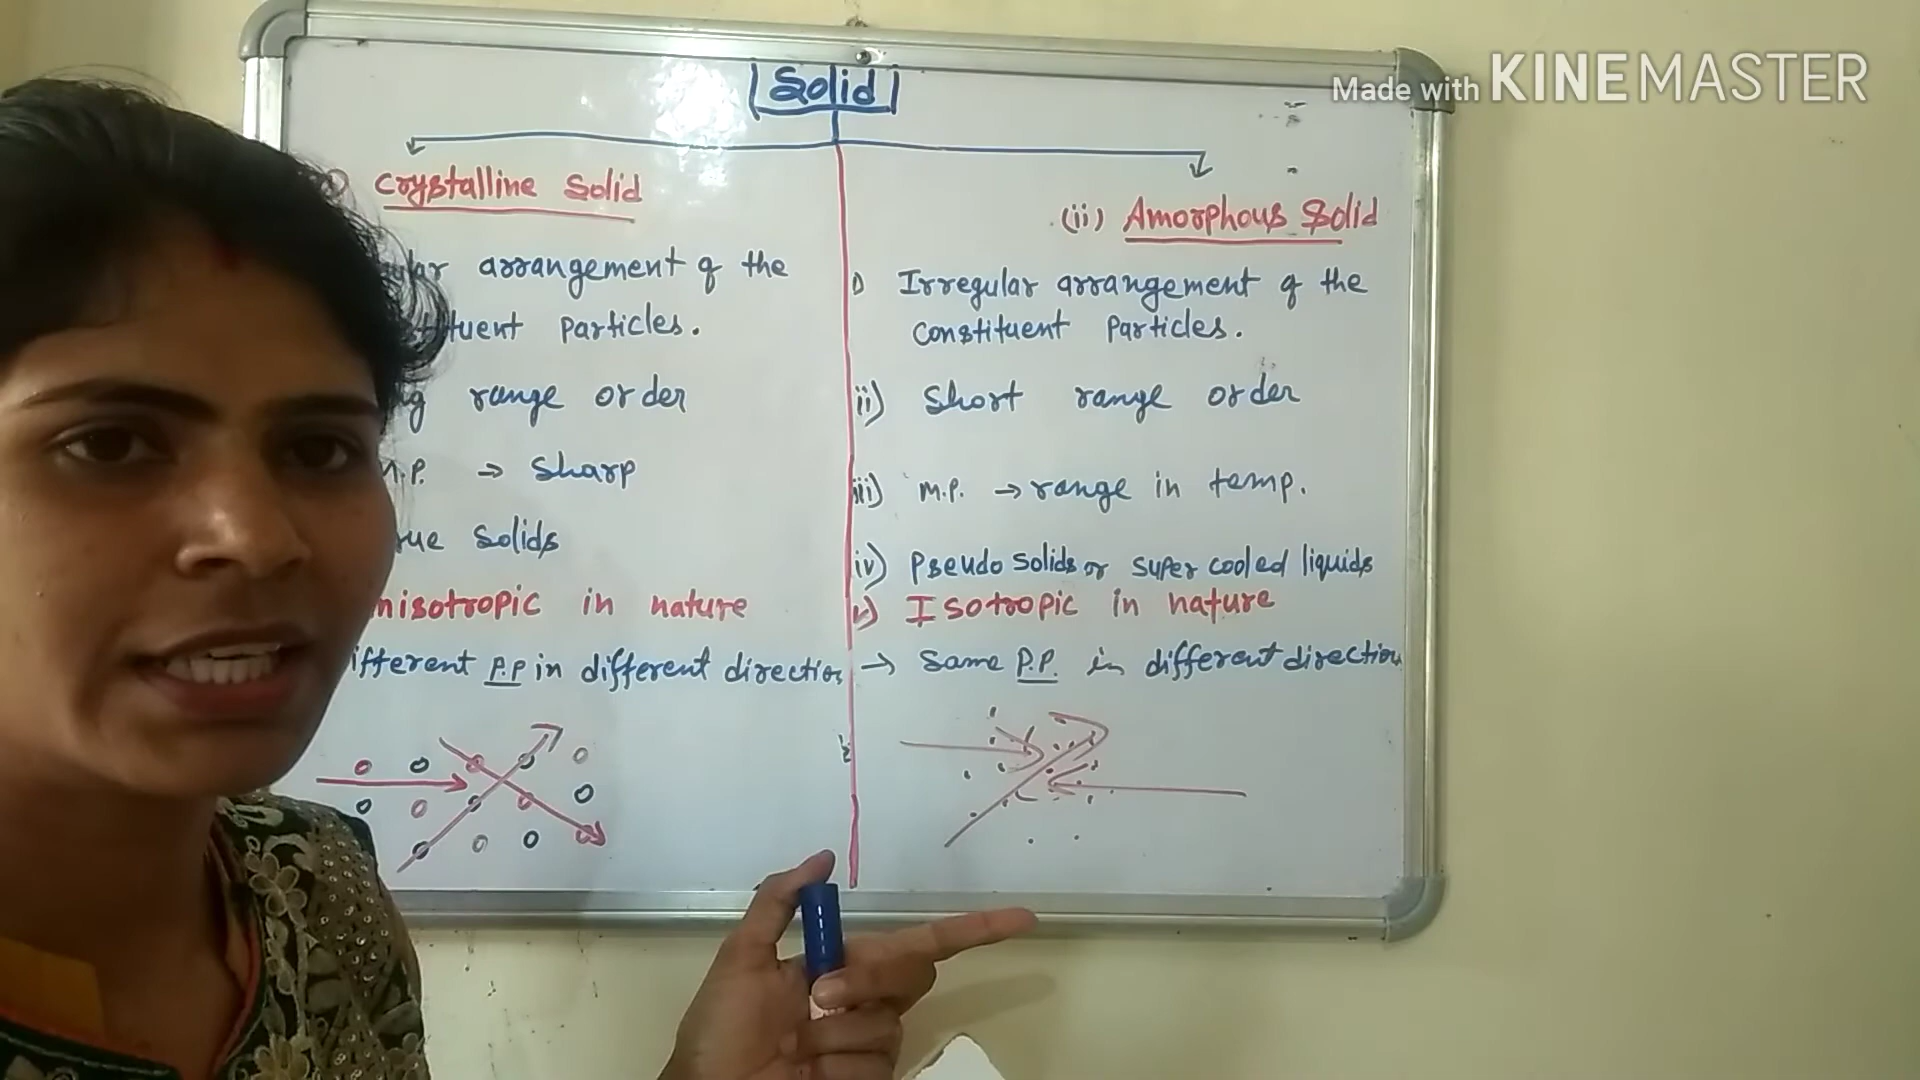 Made with KINEMASTER
Solid
Crystalline Solid
arrangement of the
Particles.
range order
M.P. → Sharp
Solids
in nature
P.P in different direction
(ii) Amorphous Solid
i) Irregular arrangement of the
Constituent Particles.
ii) Short range order
iii) M.P. → range in temp.
iv) Pseudo Solids or super cooled liquids
v) Isotropic in nature
→ Same P.P. in different direction